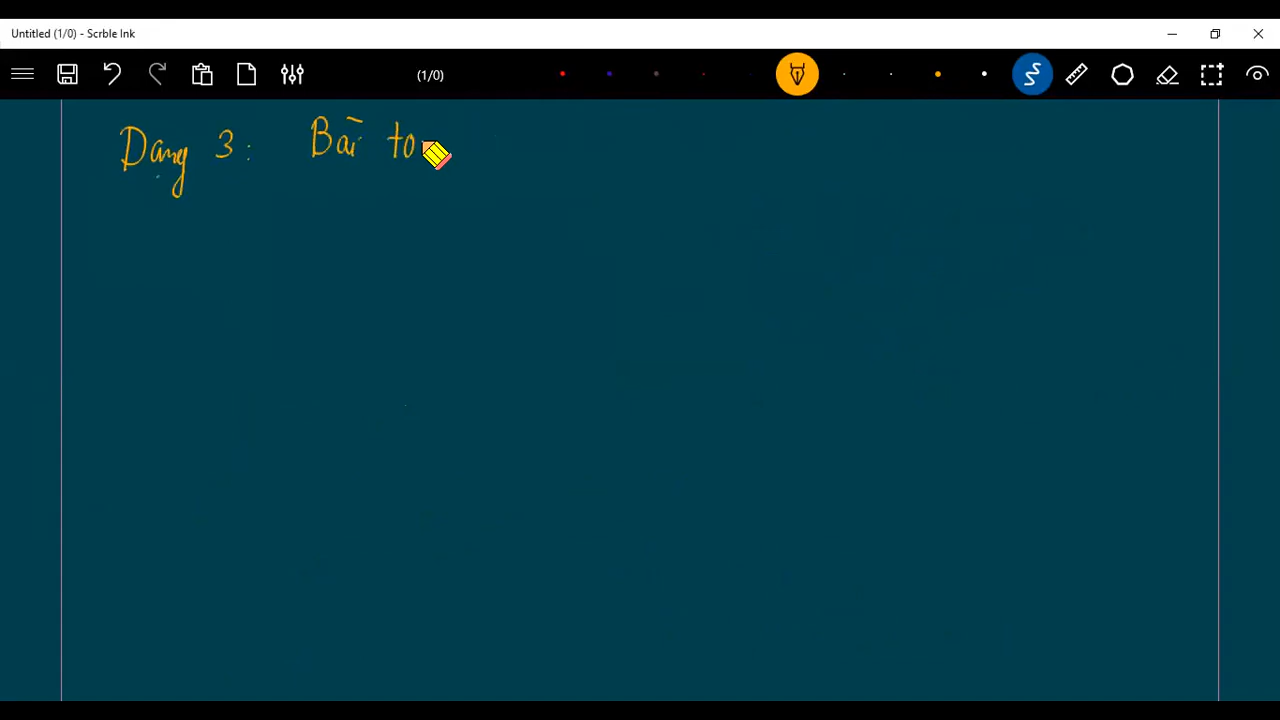 Untitled (1/0) - Scrble Ink
(1/0)
Dạng 3: Bài to